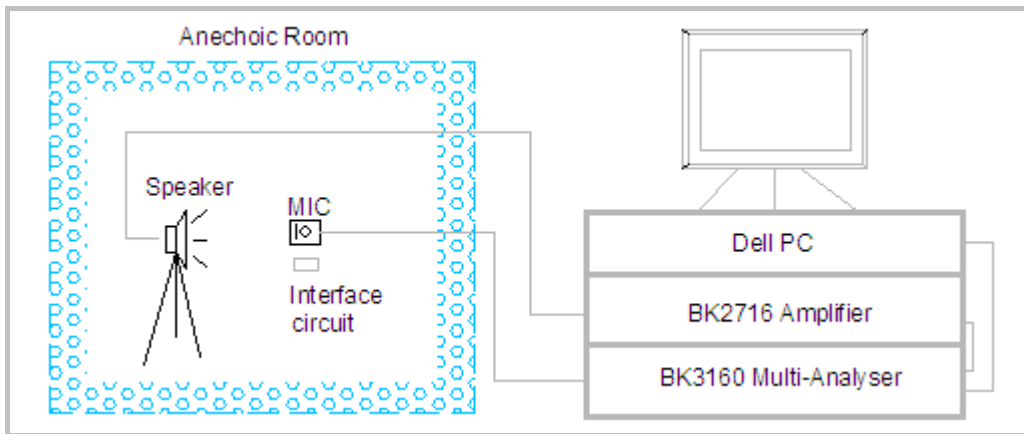 Anechoic Room
Speaker
MIC
Interface
circuit
Dell PC
BK2716 Amplifier
BK3160 Multi-Analyser